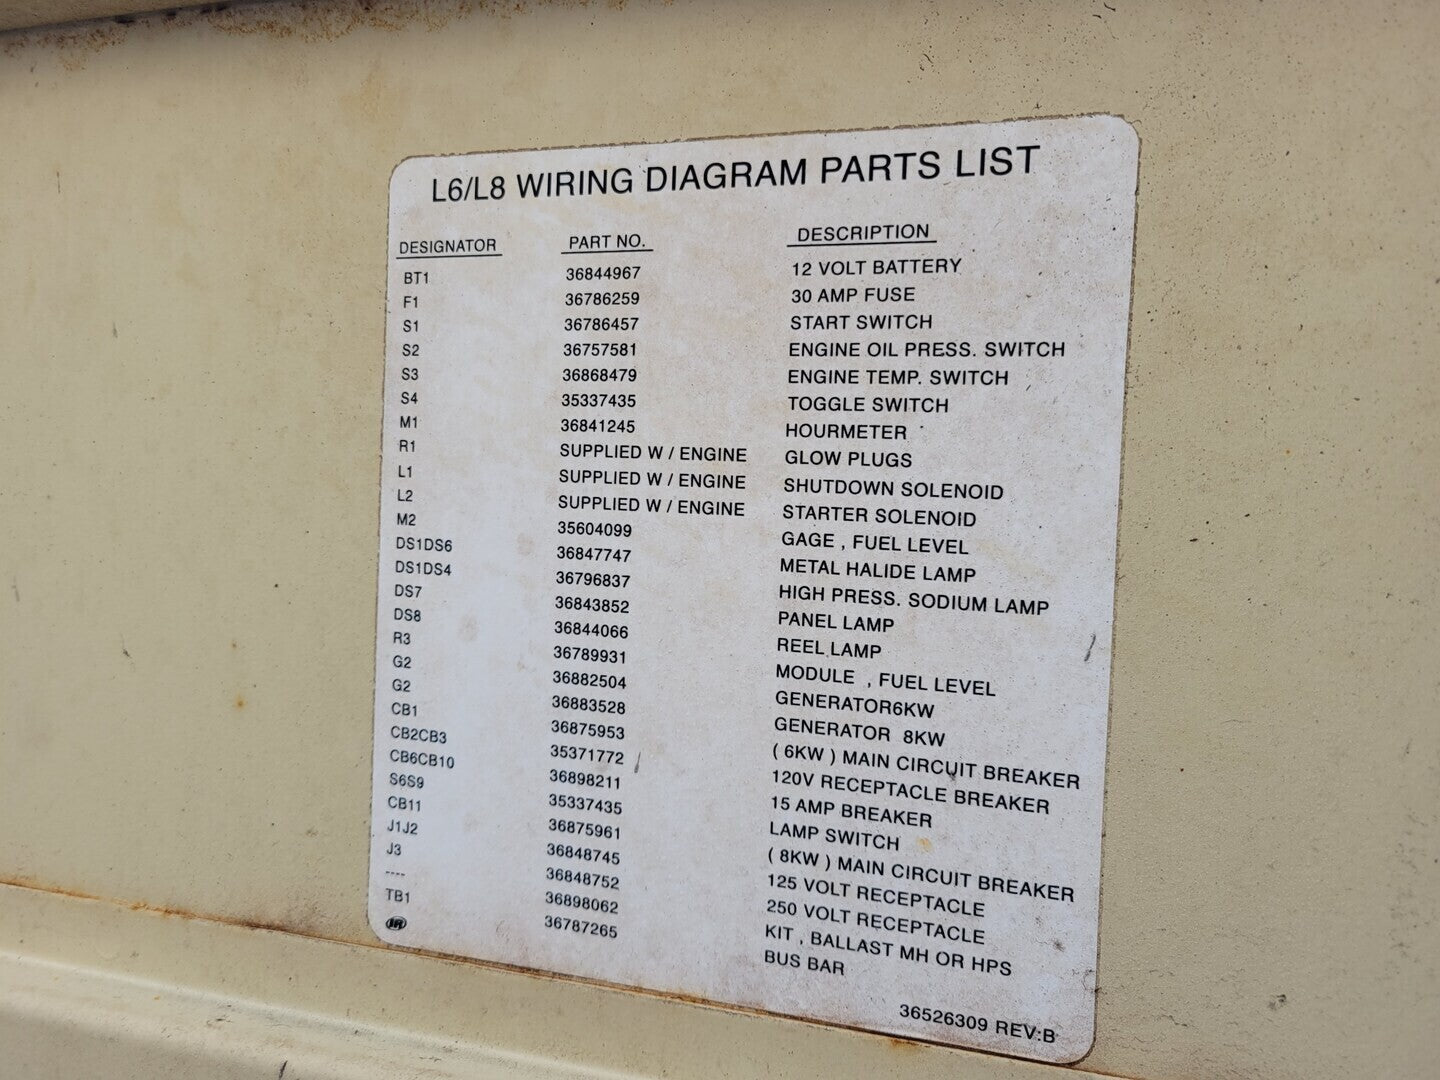 L6/L8 WIRING DIAGRAM PARTS LIST
DESIGNATOR PART NO. DESCRIPTION
BT1 36844967 12 VOLT BATTERY
F1 36786259 30 AMP FUSE
S1 36786457 START SWITCH
S2 36757581 ENGINE OIL PRESS. SWITCH
S3 36868479 ENGINE TEMP. SWITCH
S4 35337435 TOGGLE SWITCH
M1 36841245 HOURMETER
R1 SUPPLIED W / ENGINE GLOW PLUGS
L1 SUPPLIED W / ENGINE SHUTDOWN SOLENOID
L2 SUPPLIED W / ENGINE STARTER SOLENOID
M2 35604099 GAGE , FUEL LEVEL
DS1DS6 36847747 METAL HALIDE LAMP
DS1DS4 36796837 HIGH PRESS. SODIUM LAMP
DS7 36843852 PANEL LAMP
DS8 36844066 REEL LAMP
R3 36789931 MODULE , FUEL LEVEL
G2 36882504 GENERATOR6KW
G2 36883528 GENERATOR 8KW
CB1 36875953 ( 6KW ) MAIN CIRCUIT BREAKER
CB2CB3 35371772 120V RECEPTACLE BREAKER
CB6CB10 36898211 15 AMP BREAKER
S6S9 35337435 LAMP SWITCH
CB11 36875961 ( 8KW ) MAIN CIRCUIT BREAKER
J1J2 36848745 125 VOLT RECEPTACLE
J3 36848752 250 VOLT RECEPTACLE
---- 36898062 KIT , BALLAST MH OR HPS
TB1 36787265 BUS BAR
IR
36526309 REV:B